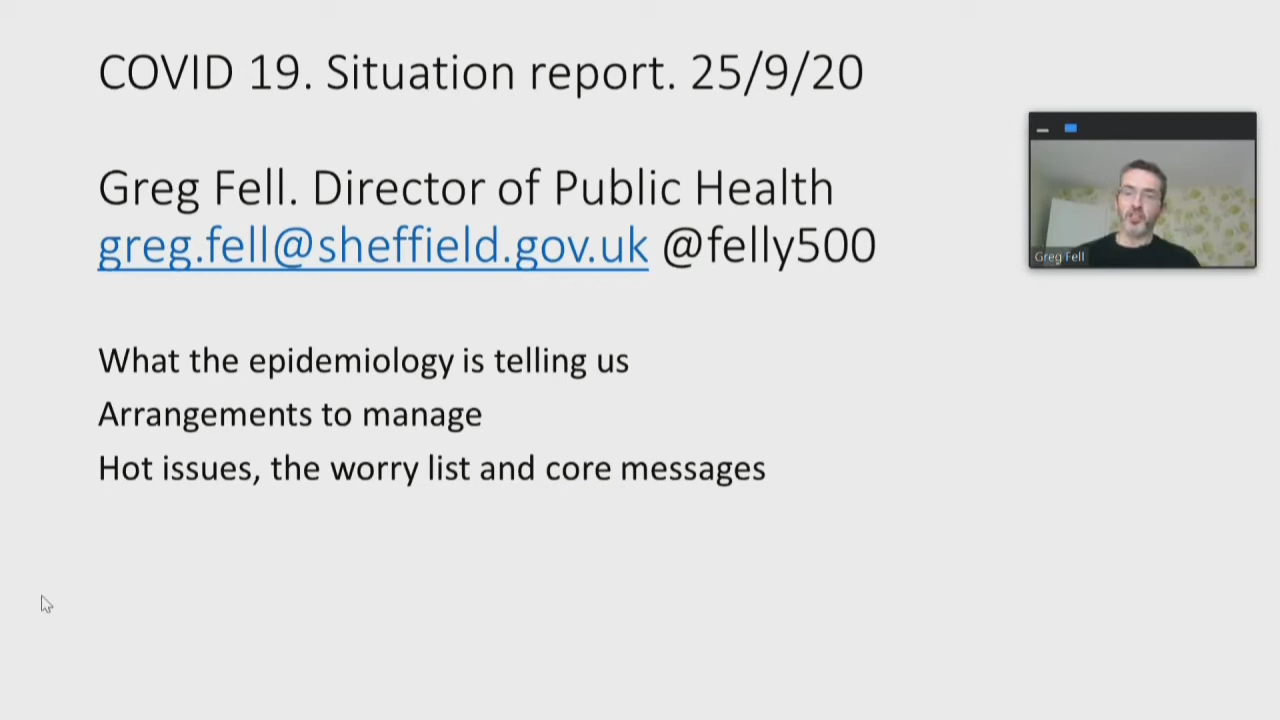 COVID 19. Situation report. 25/9/20
Greg Fell. Director of Public Health
greg.fell@sheffield.gov.uk @felly500
Greg Fell
What the epidemiology is telling us
Arrangements to manage
Hot issues, the worry list and core messages